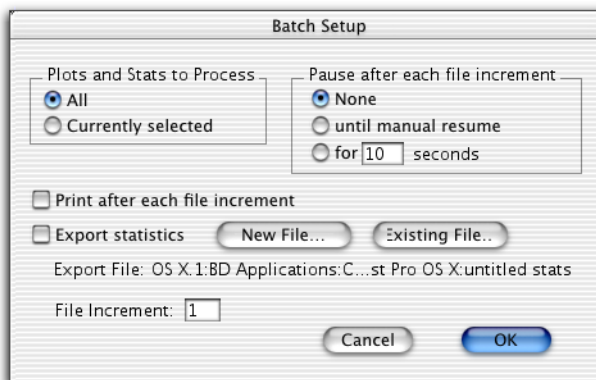 Batch Setup
Plots and Stats to Process
All
Currently selected
Pause after each file increment
None
until manual resume
for 10 seconds
Print after each file increment
Export statistics
New File...
Existing File..
Export File: OS X.1:BD Applications:C...st Pro OS X:untitled stats
File Increment: 1
Cancel
OK